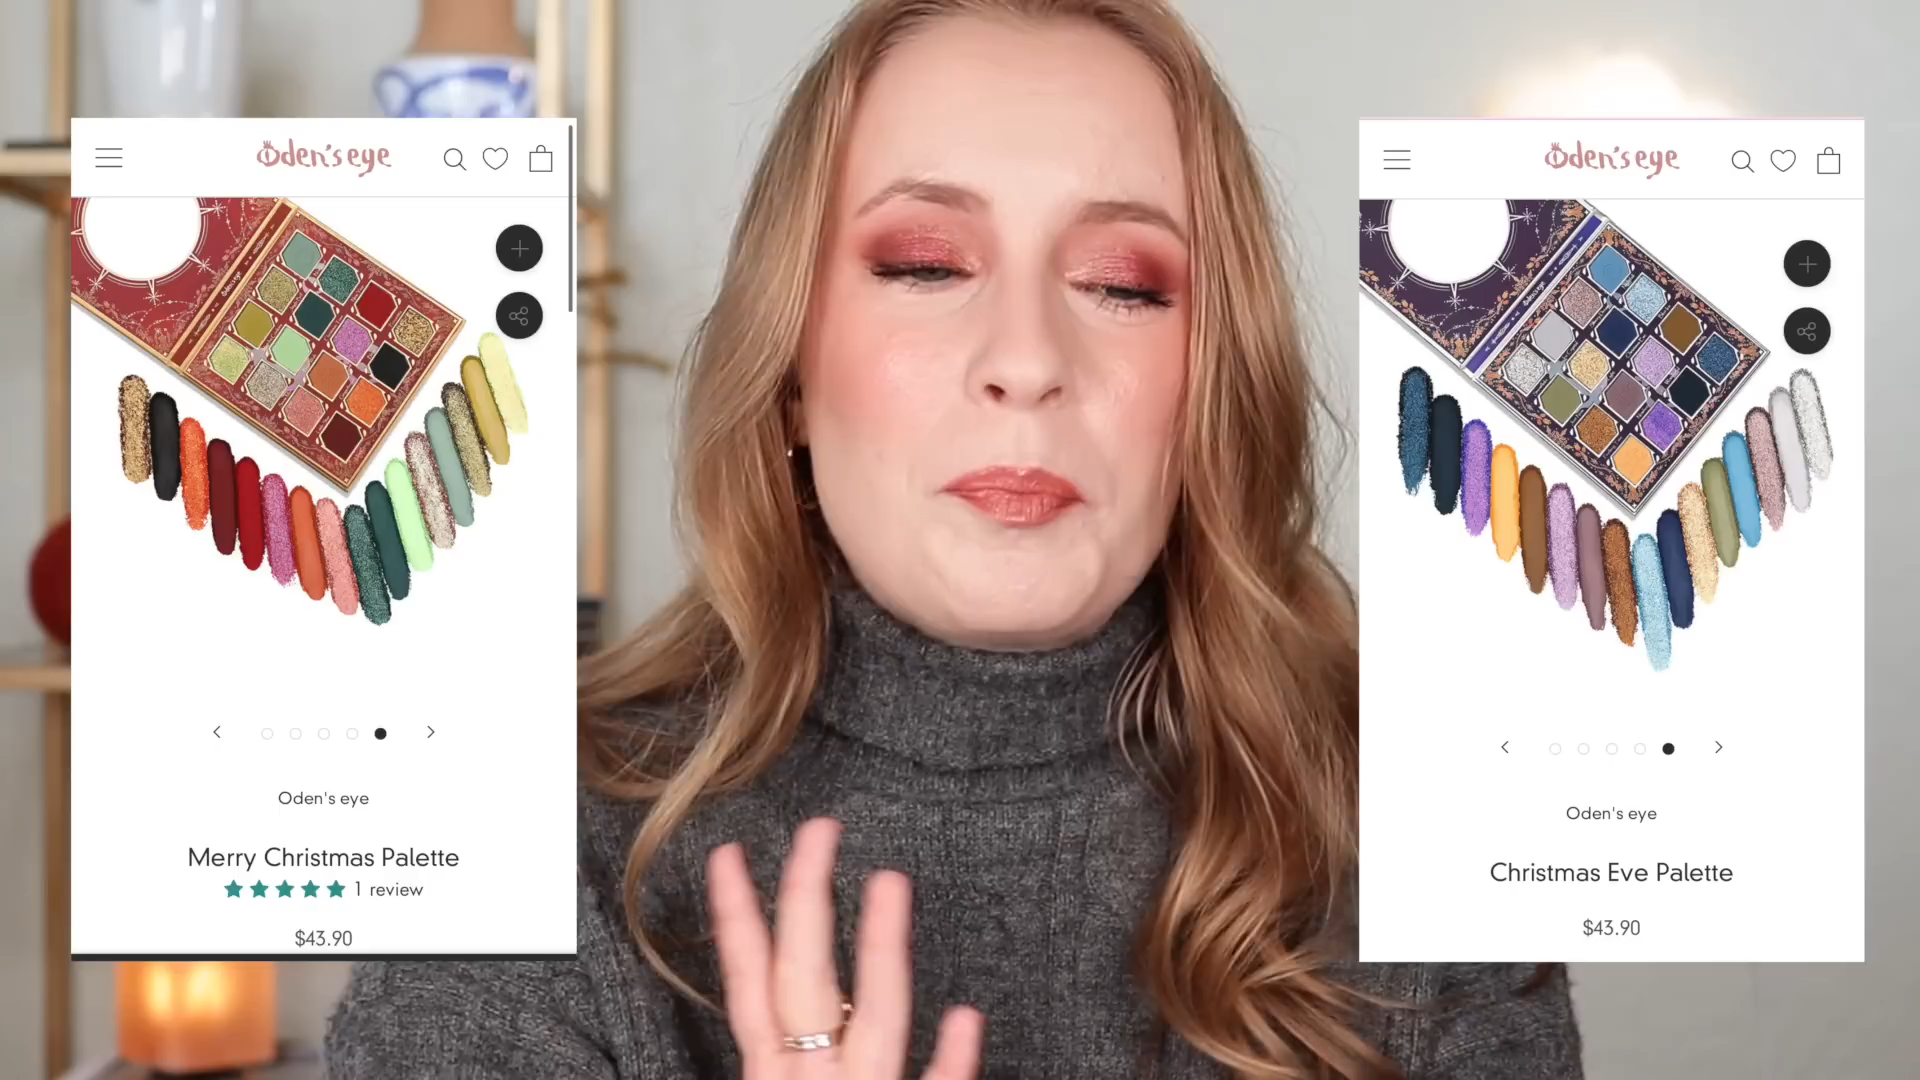 Oden's eye
Oden's eye
Merry Christmas Palette
1 review
$43.90
Oden's eye
Oden's eye
Christmas Eve Palette
$43.90